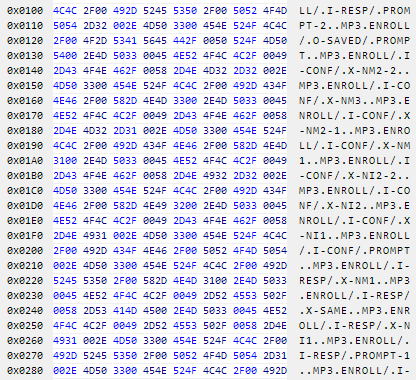 0x0100 4C4C 2F00 492D 5245 5350 2F00 5052 4F4D LL/.I-RESP/.PROM
0x0110 5054 2D32 002E 4D50 3300 454E 524F 4C4C PT-2..MP3.ENROLL
0x0120 2F00 4F2D 5341 5645 442F 0050 524F 4D50 /.O-SAVED/.PROMP
0x0130 5400 2E4D 5033 0045 4E52 4F4C 4C2F 0049 T..MP3.ENROLL/.I
0x0140 2D43 4F4E 462F 0058 2D4E 4D32 2D32 002E -CONF/.X-NM2-2..
0x0150 4D50 3300 454E 524F 4C4C 2F00 492D 434F MP3.ENROLL/.I-CO
0x0160 4E46 2F00 582D 4E4D 3300 2E4D 5033 0045 NF/.X-NM3..MP3.E
0x0170 4E52 4F4C 4C2F 0049 2D43 4F4E 462F 0058 NROLL/.I-CONF/.X
0x0180 2D4E 4D32 2D31 002E 4D50 3300 454E 524F -NM2-1..MP3.ENRO
0x0190 4C4C 2F00 492D 434F 4E46 2F00 582D 4E4D LL/.I-CONF/.X-NM
0x01A0 3100 2E4D 5033 0045 4E52 4F4C 4C2F 0049 1..MP3.ENROLL/.I
0x01B0 2D43 4F4E 462F 0058 2D4E 4932 2D32 002E -CONF/.X-NI2-2..
0x01C0 4D50 3300 454E 524F 4C4C 2F00 492D 434F MP3.ENROLL/.I-CO
0x01D0 4E46 2F00 582D 4E49 3200 2E4D 5033 0045 NF/.X-NI2..MP3.E
0x01E0 4E52 4F4C 4C2F 0049 2D43 4F4E 462F 0058 NROLL/.I-CONF/.X
0x01F0 2D4E 4931 002E 4D50 3300 454E 524F 4C4C -NI1..MP3.ENROLL
0x0200 2F00 492D 434F 4E46 2F00 5052 4F4D 5054 /.I-CONF/.PROMPT
0x0210 002E 4D50 3300 454E 524F 4C4C 2F00 492D ..MP3.ENROLL/.I-
0x0220 5245 5350 2F00 582D 4E4D 3100 2E4D 5033 RESP/.X-NM1..MP3
0x0230 0045 4E52 4F4C 4C2F 0049 2D52 4553 502F .ENROLL/.I-RESP/
0x0240 0058 2D53 414D 4500 2E4D 5033 0045 4E52 .X-SAME..MP3.ENR
0x0250 4F4C 4C2F 0049 2D52 4553 502F 0058 2D4E OLL/.I-RESP/.X-N
0x0260 4931 002E 4D50 3300 454E 524F 4C4C 2F00 I1..MP3.ENROLL/.
0x0270 492D 5245 5350 2F00 5052 4F4D 5054 2D31 I-RESP/.PROMPT-1
0x0280 002E 4D50 3300 454E 524F 4C4C 2F00 492D ..MP3.ENROLL/.I-